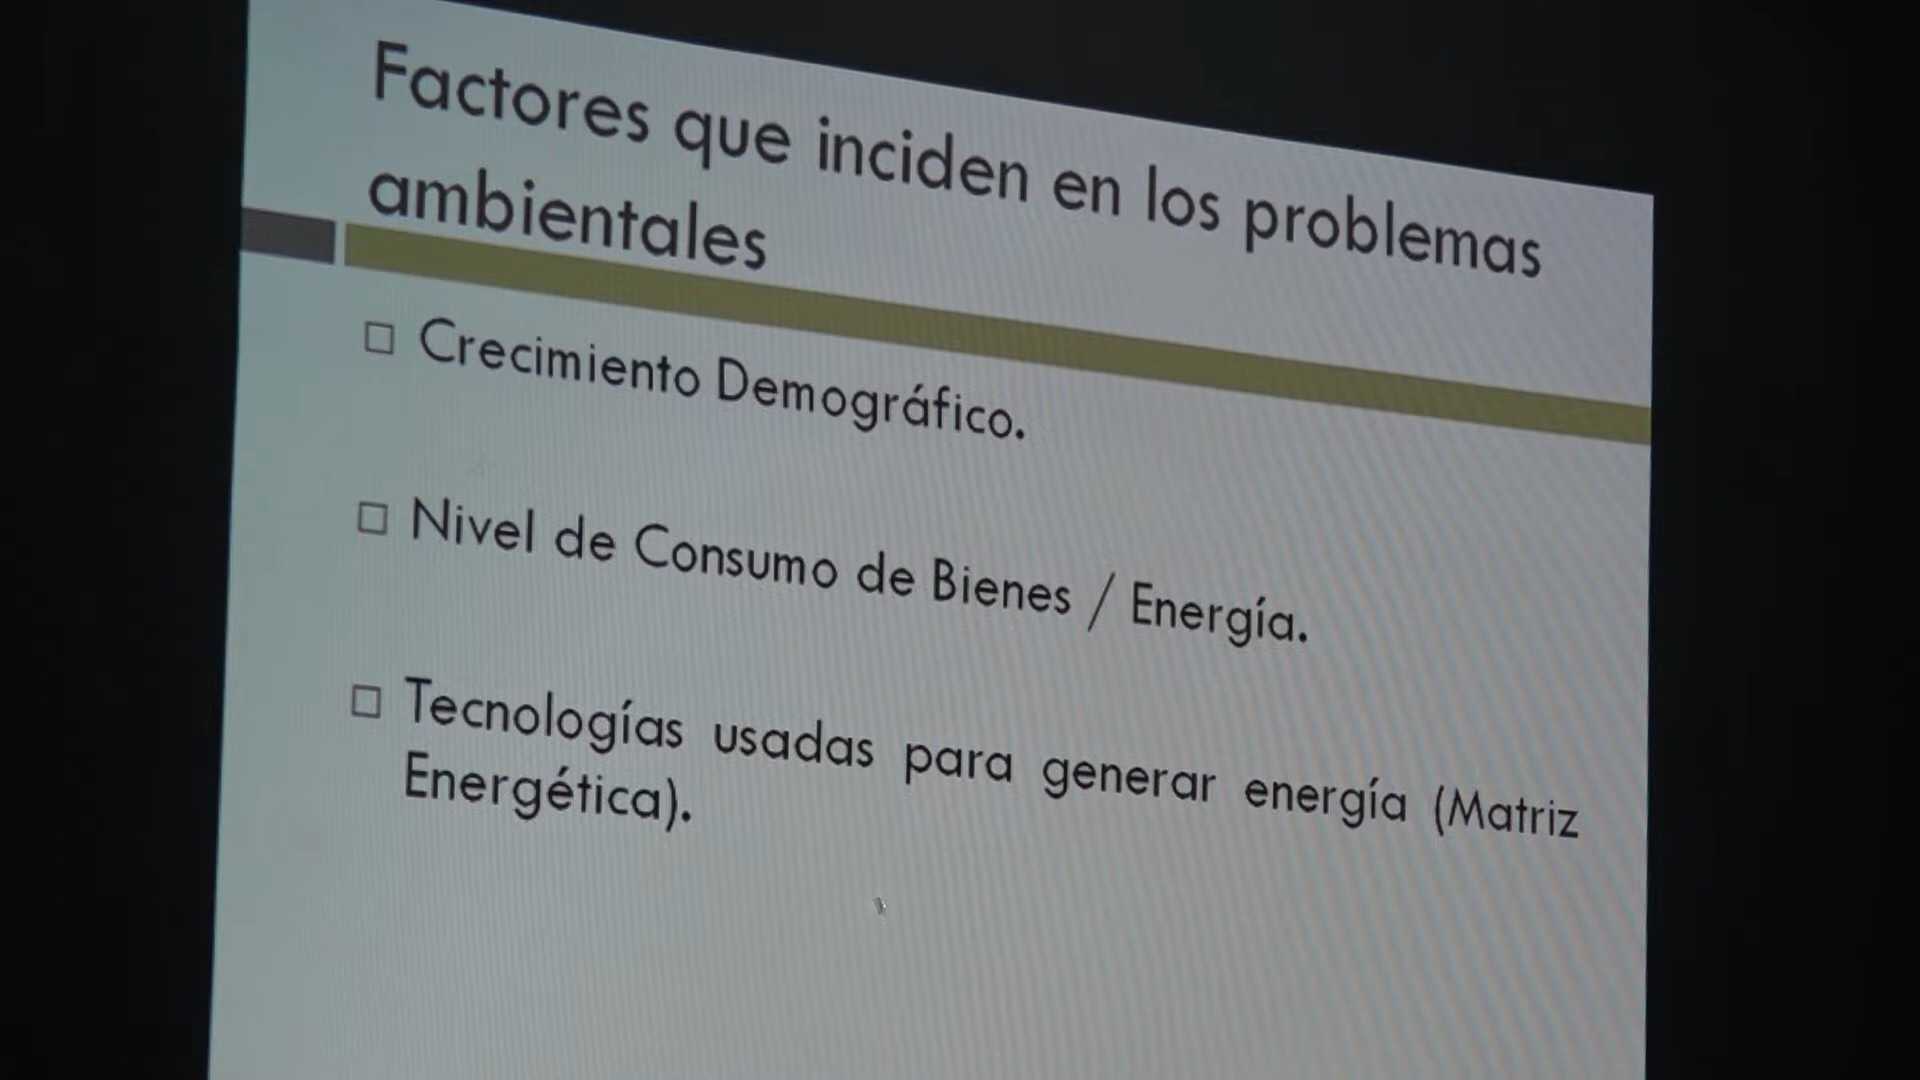 Factores que inciden en los problemas
ambientales
Crecimiento Demográfico.
Nivel de Consumo de Bienes / Energía.
Tecnologías usadas para generar energía (Matriz
Energética).